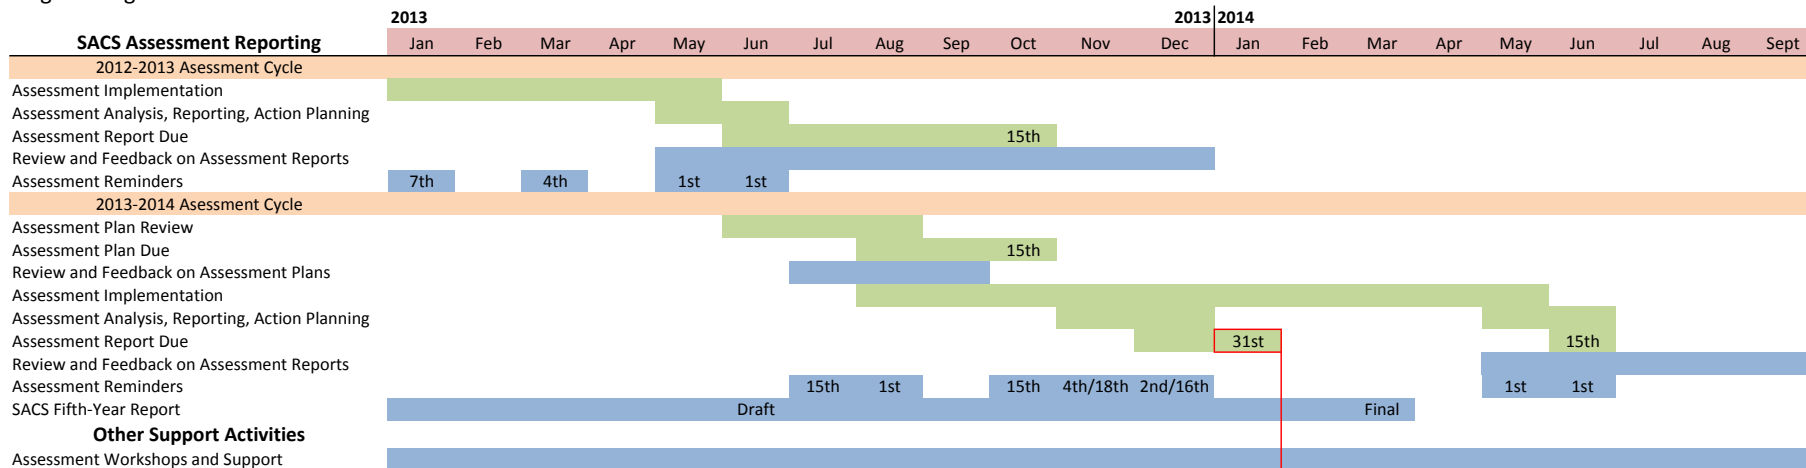 2013 2013 2014
SACS Assessment Reporting Jan Feb Mar Apr May Jun Jul Aug Sep Oct Nov Dec Jan Feb Mar Apr May Jun Jul Aug Sept
2012-2013 Asessment Cycle
Assessment Implementation
Assessment Analysis, Reporting, Action Planning
Assessment Report Due 15th
Review and Feedback on Assessment Reports
Assessment Reminders 7th 4th 1st 1st
2013-2014 Asessment Cycle
Assessment Plan Review
Assessment Plan Due 15th
Review and Feedback on Assessment Plans
Assessment Implementation
Assessment Analysis, Reporting, Action Planning
Assessment Report Due 31st 15th
Review and Feedback on Assessment Reports
Assessment Reminders 15th 1st 15th 4th/18th 2nd/16th 1st 1st
SACS Fifth-Year Report Draft Final
Other Support Activities
Assessment Workshops and Support